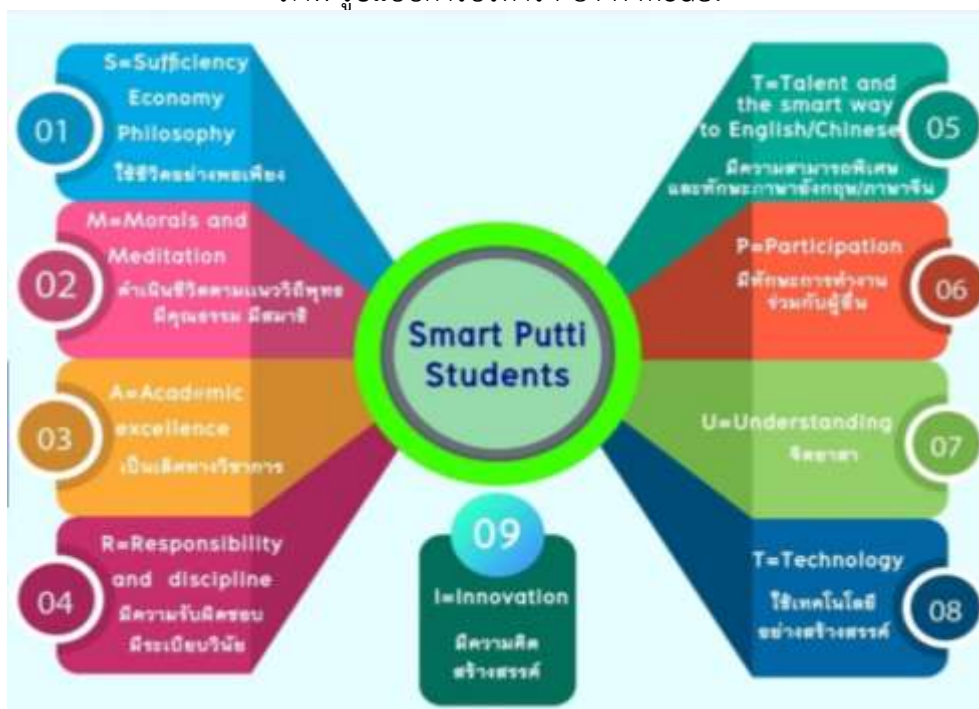 01
S=Sufficiency
Economy
Philosophy
ใช้ชีวิตอย่างพอเพียง
02
M=Morals and
Meditation
ดำเนินชีวิตตามแนววิถีพุทธ
มีคุณธรรม มีสมาธิ
03
A=Academic
excellence
เป็นเลิศทางวิชาการ
04
R=Responsibility
and discipline
มีความรับผิดชอบ
มีระเบียบวินัย
Smart Putti
Students
09
I=Innovation
มีความคิด
สร้างสรรค์
T=Talent and
the smart way
to English/Chinese
มีความสามารถพิเศษ
และทักษะภาษาอังกฤษ/ภาษาจีน
05
P=Participation
มีทักษะการทำงาน
ร่วมกับผู้อื่น
06
U=Understanding
จิตอาสา
07
T=Technology
ใช้เทคโนโลยี
อย่างสร้างสรรค์
08